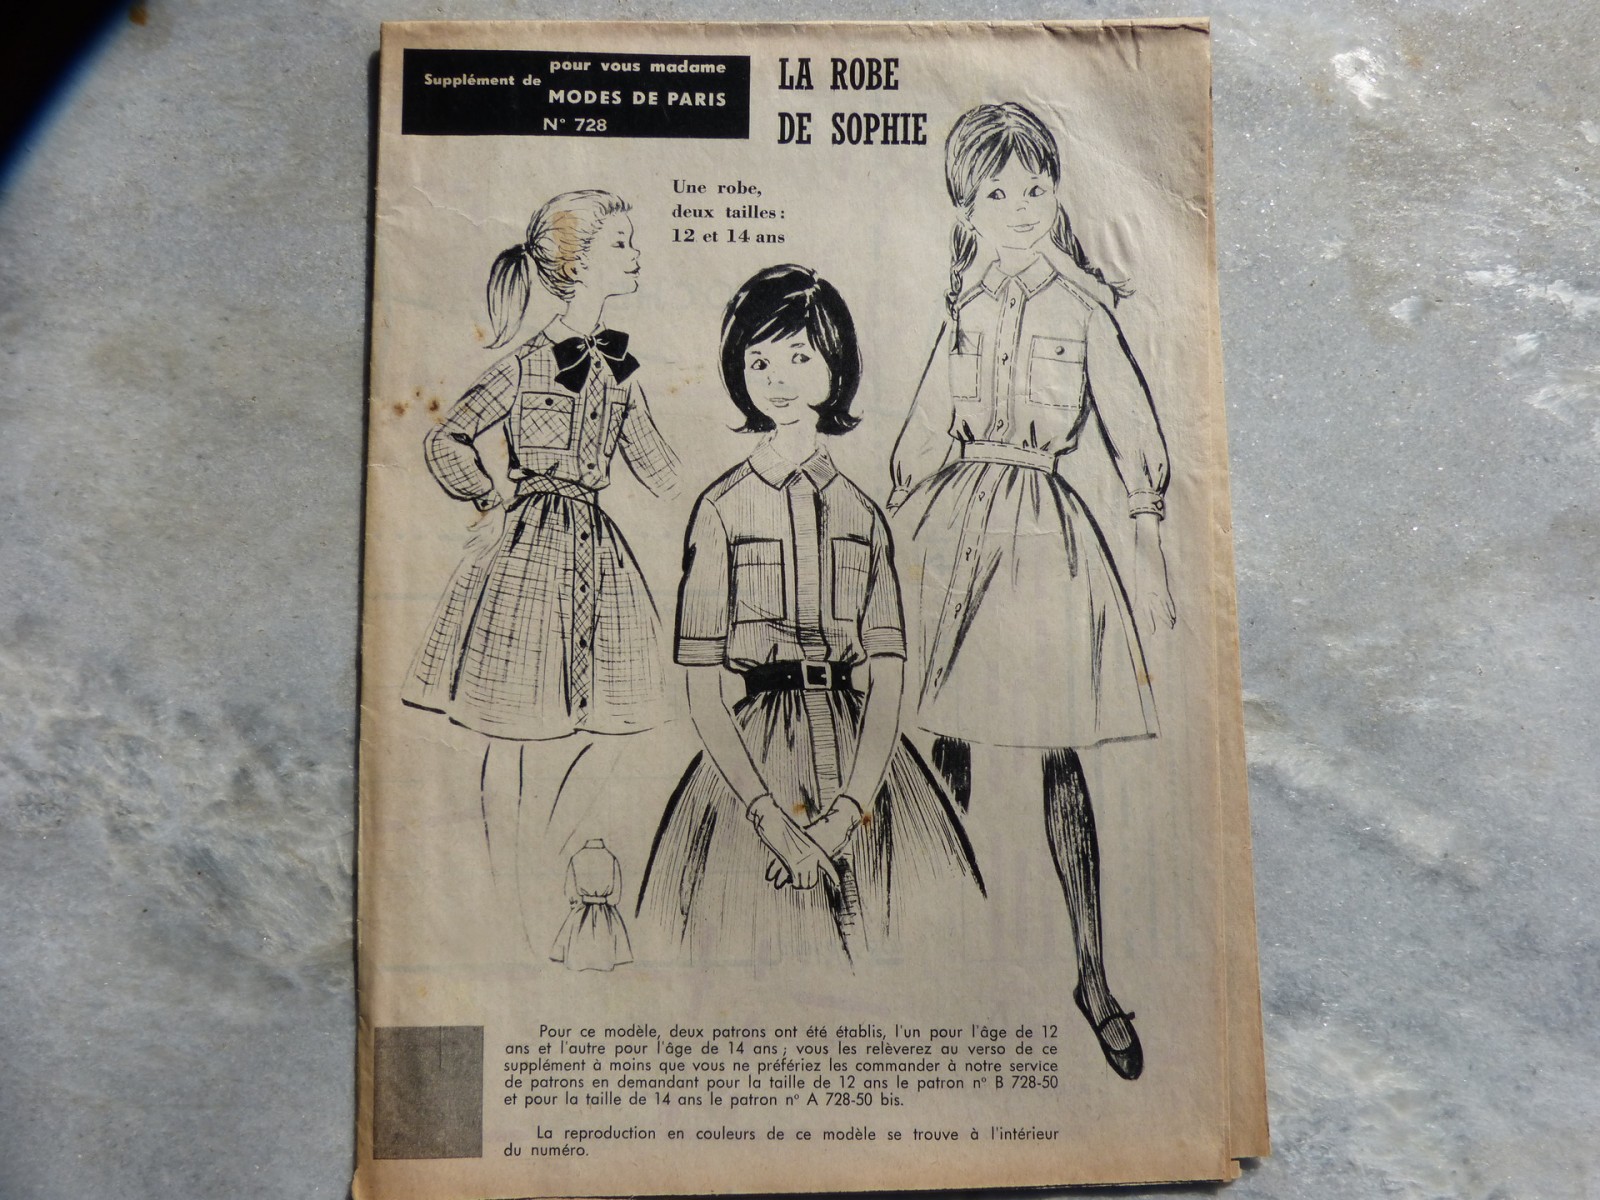 pour vous madame
Supplément de
MODES DE PARIS
N° 728
LA ROBE
DE SOPHIE
Une robe,
deux tailles :
12 et 14 ans
Pour ce modèle, deux patrons ont été établis, l'un pour l'âge de 12
ans et l'autre pour l'âge de 14 ans ; vous les relèverez au verso de ce
supplément à moins que vous ne préfériez les commander à notre service
de patrons en demandant pour la taille de 12 ans le patron n° B 728-50
et pour la taille de 14 ans le patron n° A 728-50 bis.
La reproduction en couleurs de ce modèle se trouve à l'intérieur
du numéro.